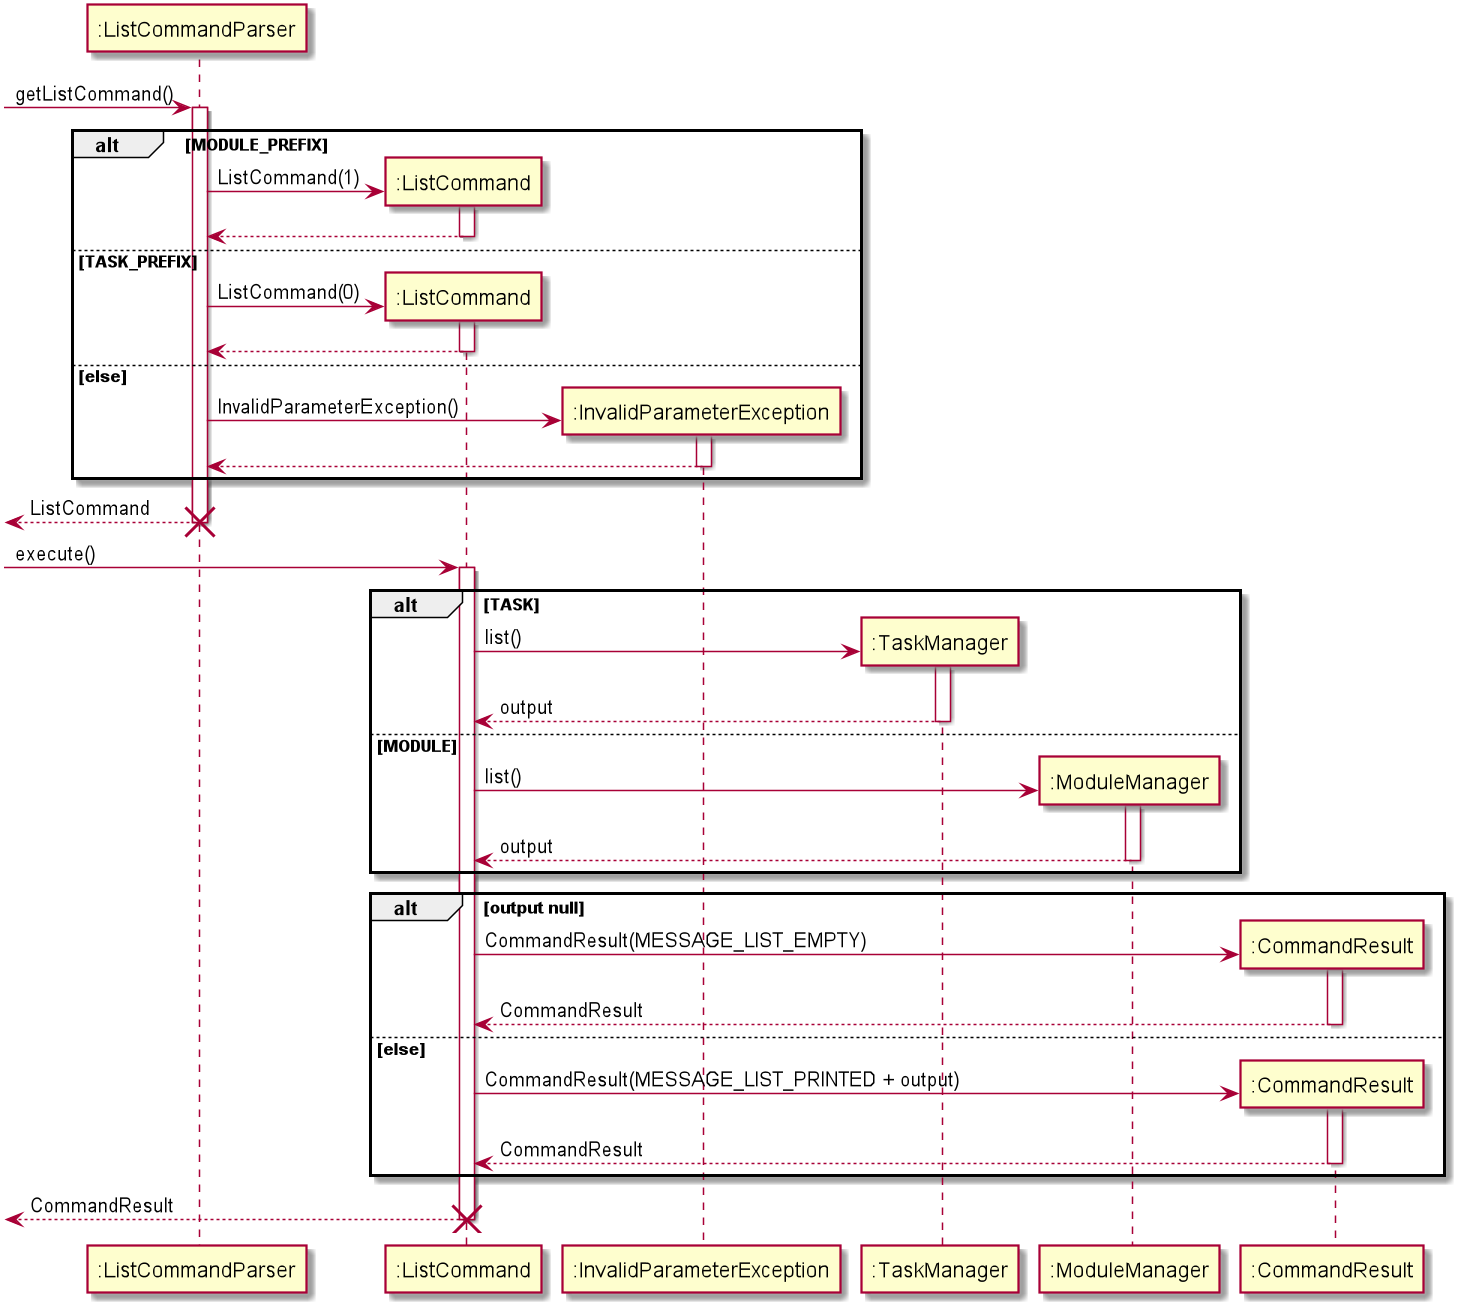 :ListCommandParser
getListCommand()
alt [MODULE_PREFIX]
ListCommand(1)
:ListCommand
[TASK_PREFIX]
ListCommand(0)
:ListCommand
[else]
InvalidParameterException()
:InvalidParameterException
ListCommand
execute()
alt [TASK]
list()
:TaskManager
output
[MODULE]
list()
:ModuleManager
output
alt [output null]
CommandResult(MESSAGE_LIST_EMPTY)
:CommandResult
CommandResult
[else]
CommandResult(MESSAGE_LIST_PRINTED + output)
:CommandResult
CommandResult
CommandResult
:ListCommandParser :ListCommand :InvalidParameterException :TaskManager :ModuleManager :CommandResult